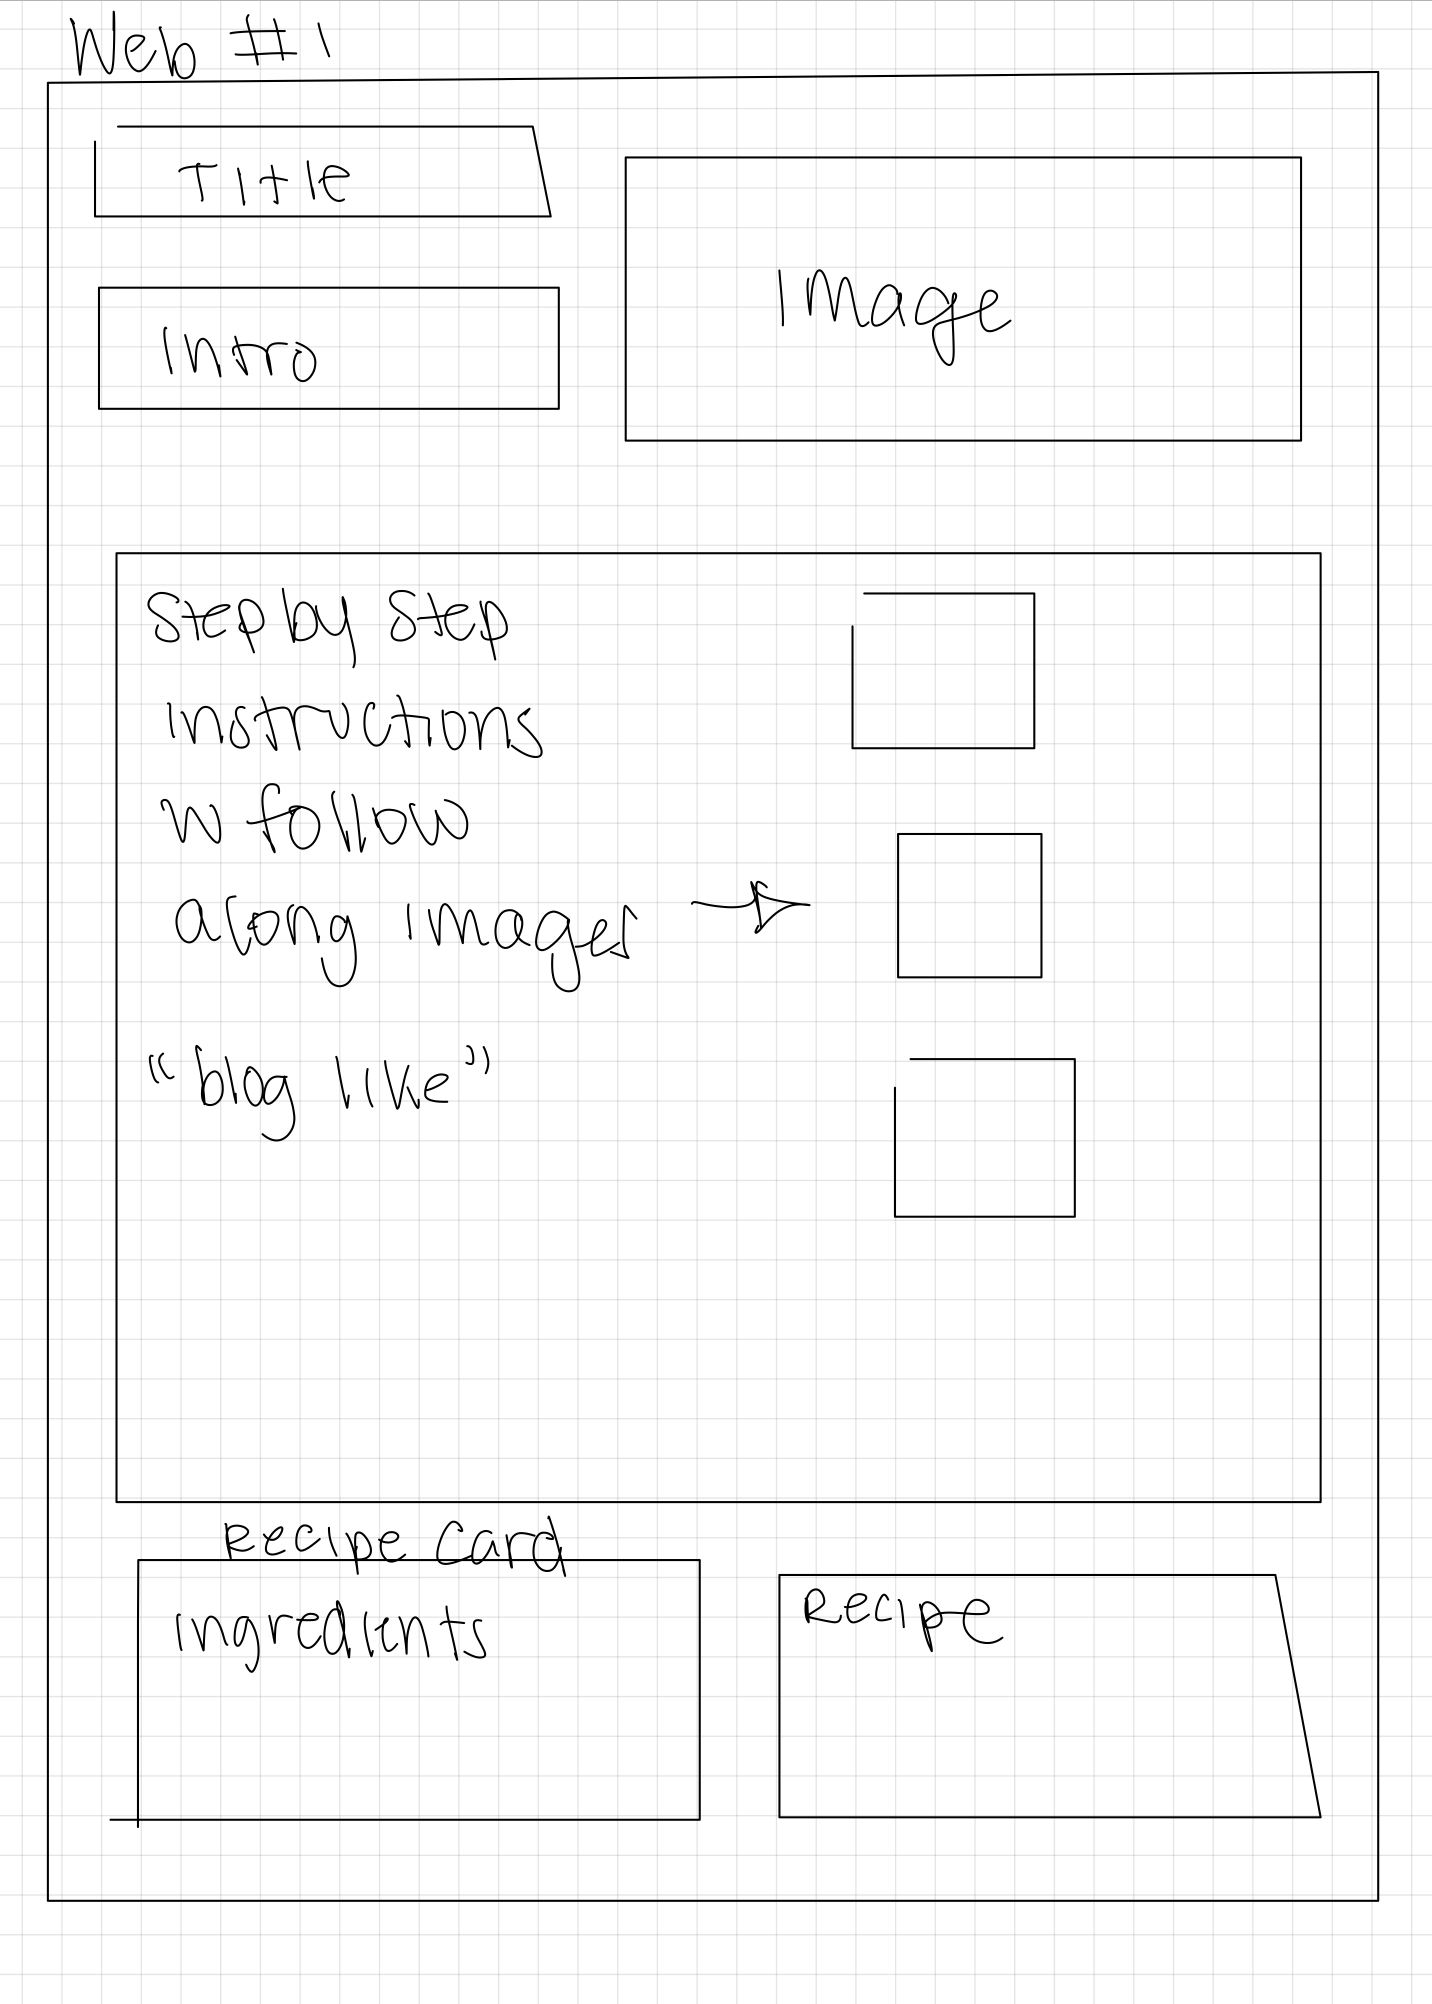 Web #1
Title
Image
Intro
Step by Step
instructions
w follow
along images
"blog like"
Recipe Card
ingredients
Recipe